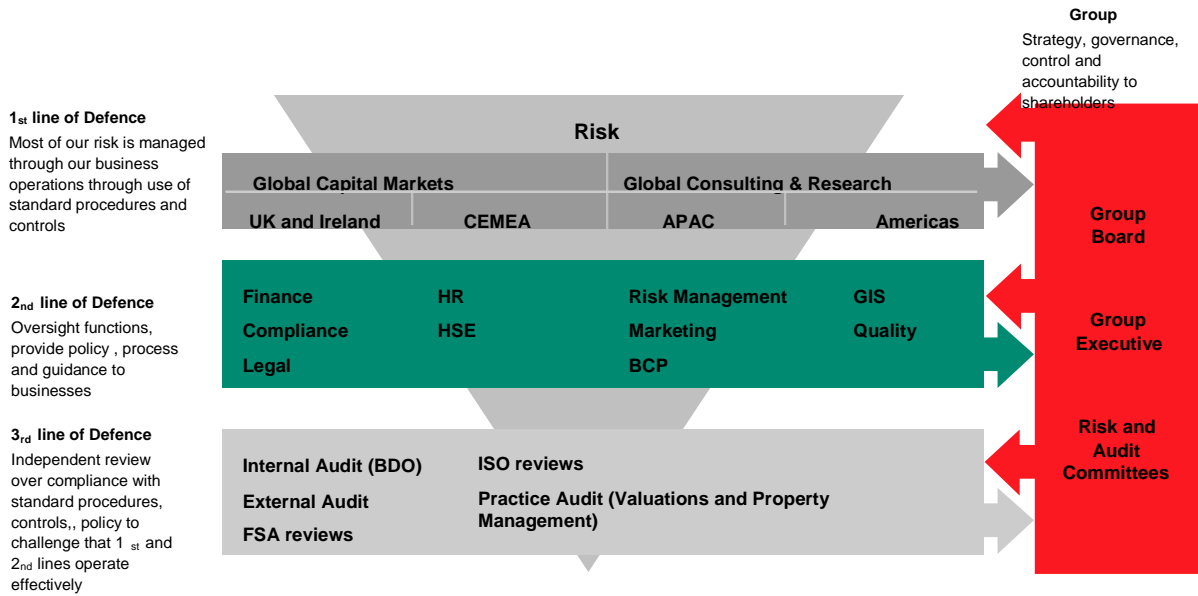 Group
Strategy, governance,
control and
accountability to
shareholders
1st line of Defence
Most of our risk is managed
through our business
operations through use of
standard procedures and
controls
Risk
Global Capital Markets
Global Consulting & Research
UK and Ireland
CEMEA
APAC
Americas
Group
Board
2nd line of Defence
Oversight functions,
provide policy , process
and guidance to
businesses
Finance
HR
Risk Management
GIS
Compliance
HSE
Marketing
Quality
Legal
BCP
Group
Executive
3rd line of Defence
Independent review
over compliance with
standard procedures,
controls,, policy to
challenge that 1 st and
2nd lines operate
effectively
Internal Audit (BDO)
ISO reviews
External Audit
Practice Audit (Valuations and Property
Management)
FSA reviews
Risk and
Audit
Committees